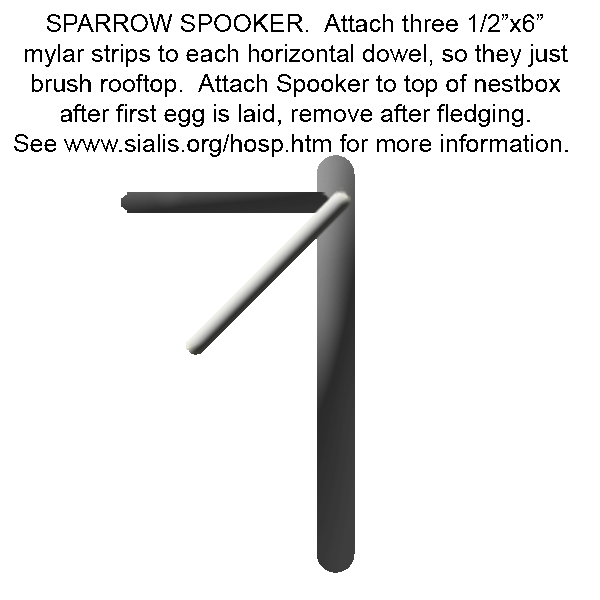 SPARROW SPOOKER.  Attach three 1/2”x6”
mylar strips to each horizontal dowel, so they just
brush rooftop.  Attach Spooker to top of nestbox
after first egg is laid, remove after fledging.
See www.sialis.org/hosp.htm for more information.